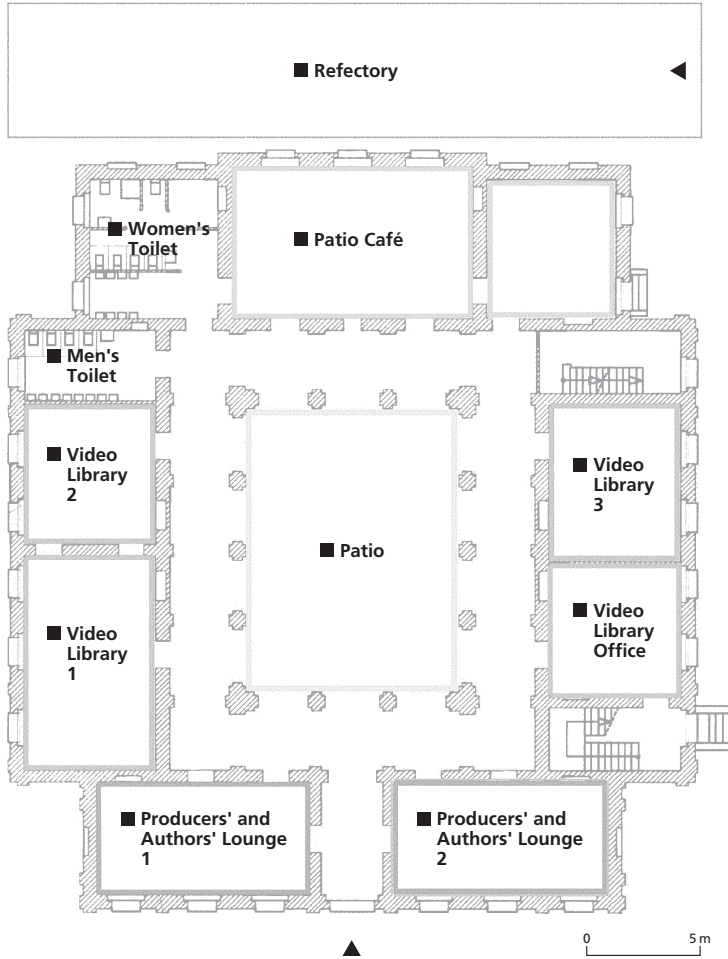 Refectory
Women's
Toilet
Patio Café
Men's
Toilet
Video
Library
2
Video
Library
3
Patio
Video
Library
1
Video
Library
Office
Producers' and
Authors' Lounge
1
Producers' and
Authors' Lounge
2
0 5 m